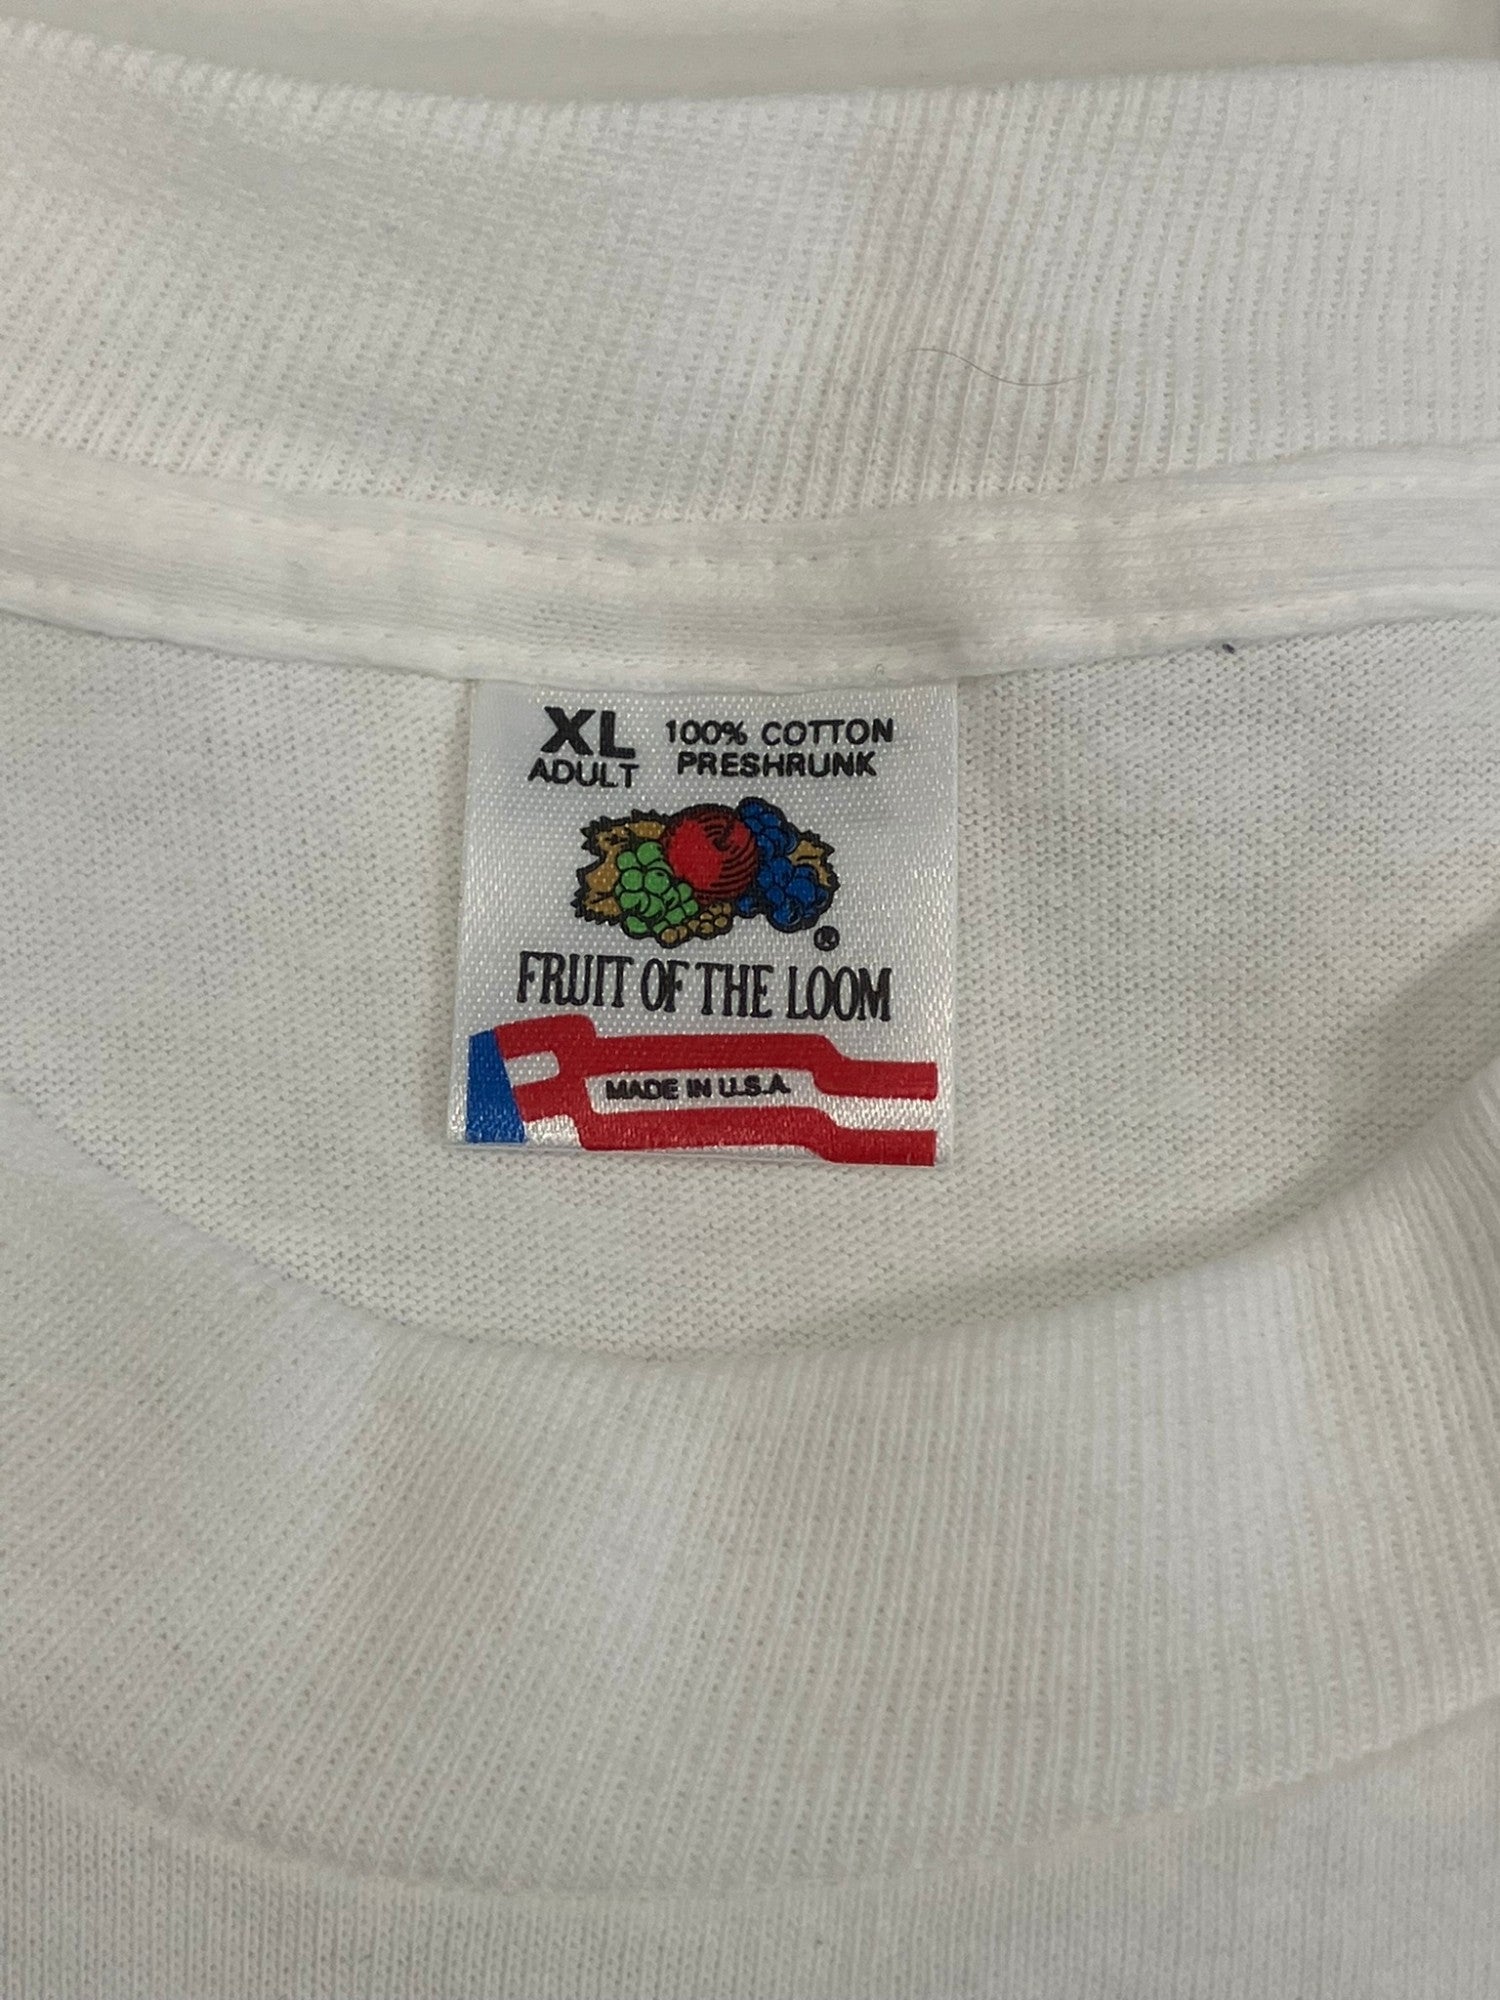 XL
ADULT
100% COTTON
PRESHRUNK
®
FRUIT OF THE LOOM
MADE IN U.S.A.